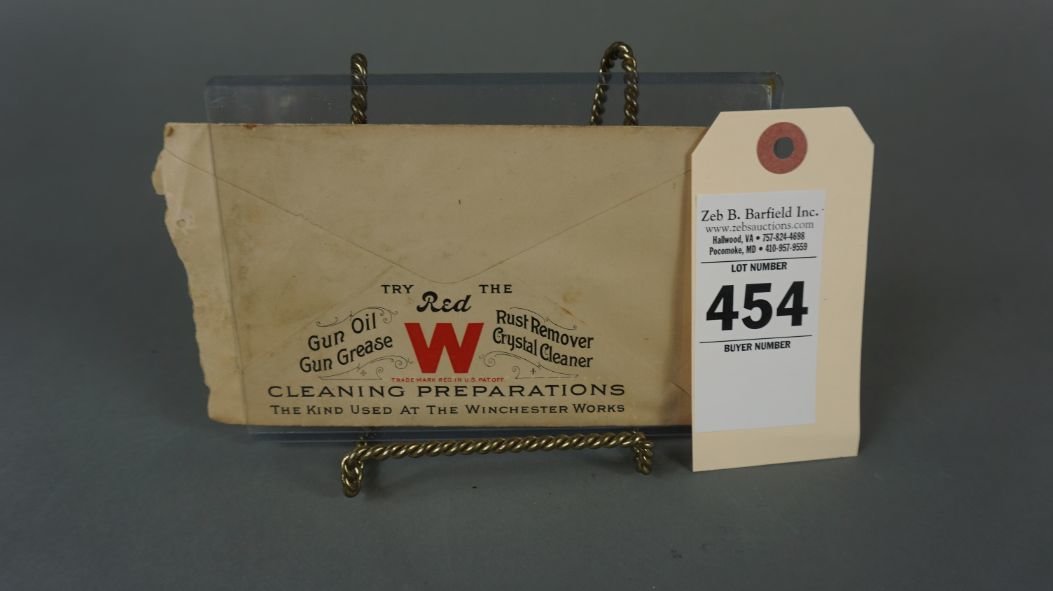 TRY THE
Red
W
Gun Oil
Gun Grease
Rust Remover
Crystal Cleaner
TRADE MARK REG. IN U.S. PAT. OFF.
CLEANING PREPARATIONS
THE KIND USED AT THE WINCHESTER WORKS
Zeb B. Barfield Inc.
www.zebsauctions.com
Hallwood, VA • 757-824-4698
Pocomoke, MD • 410-957-9559
LOT NUMBER
454
BUYER NUMBER